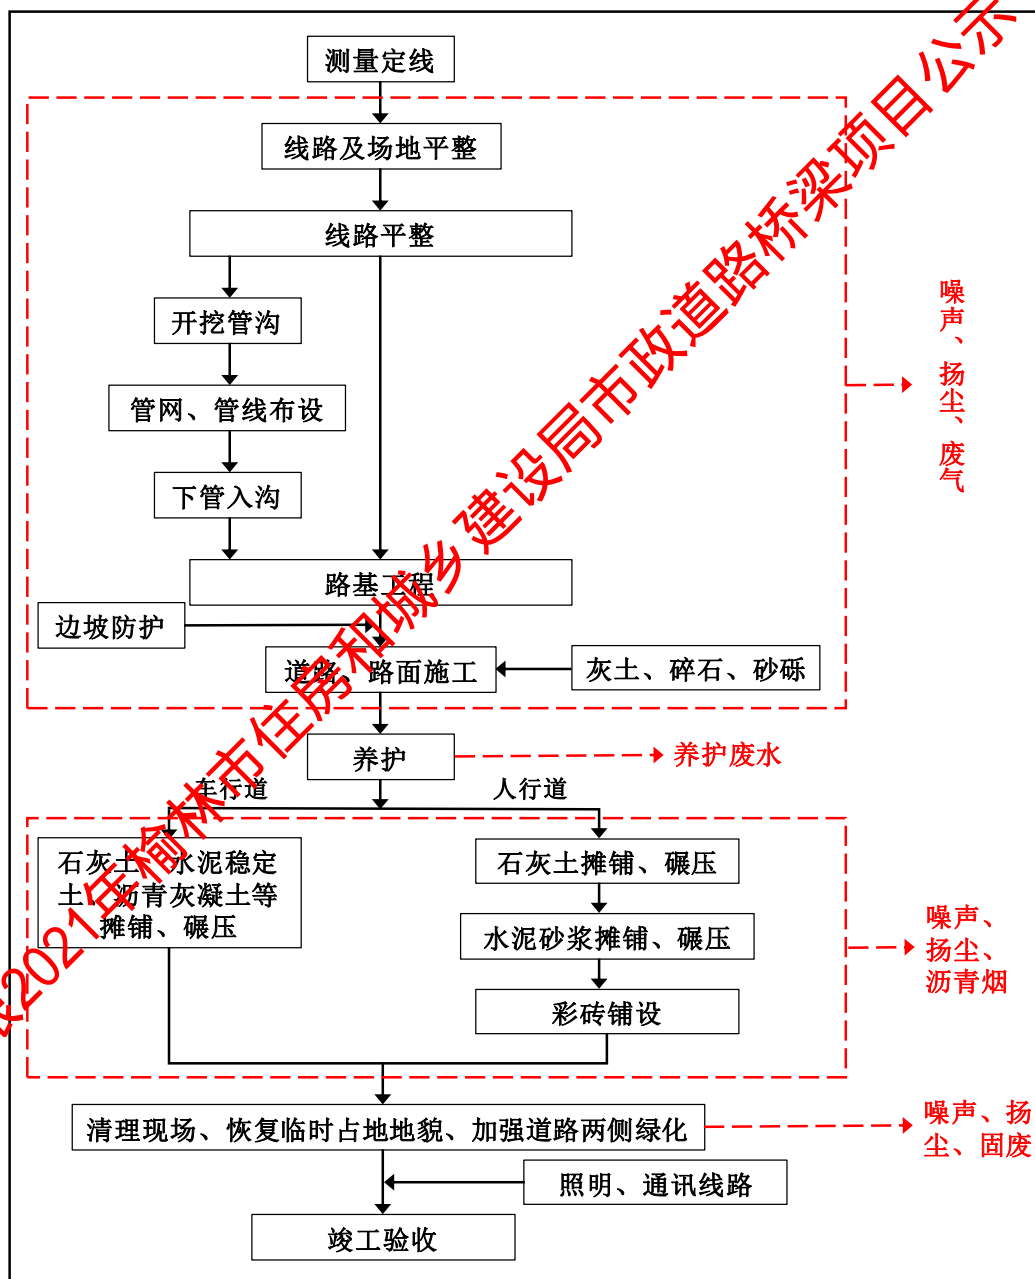 测量定线
线路及场地平整
线路平整
开挖管沟
管网、管线布设
下管入沟
路基工程
边坡防护
道路、路面施工
灰土、碎石、砂砾
噪声、扬尘、废气
养护
养护废水
车行道
人行道
石灰土、水泥稳定
土、沥青灰凝土等
摊铺、碾压
石灰土摊铺、碾压
水泥砂浆摊铺、碾压
彩砖铺设
噪声、
扬尘、
沥青烟
清理现场、恢复临时占地地貌、加强道路两侧绿化
噪声、扬
尘、固废
照明、通讯线路
竣工验收
2021年榆林市住房和城乡建设局市政道路桥梁项目公示